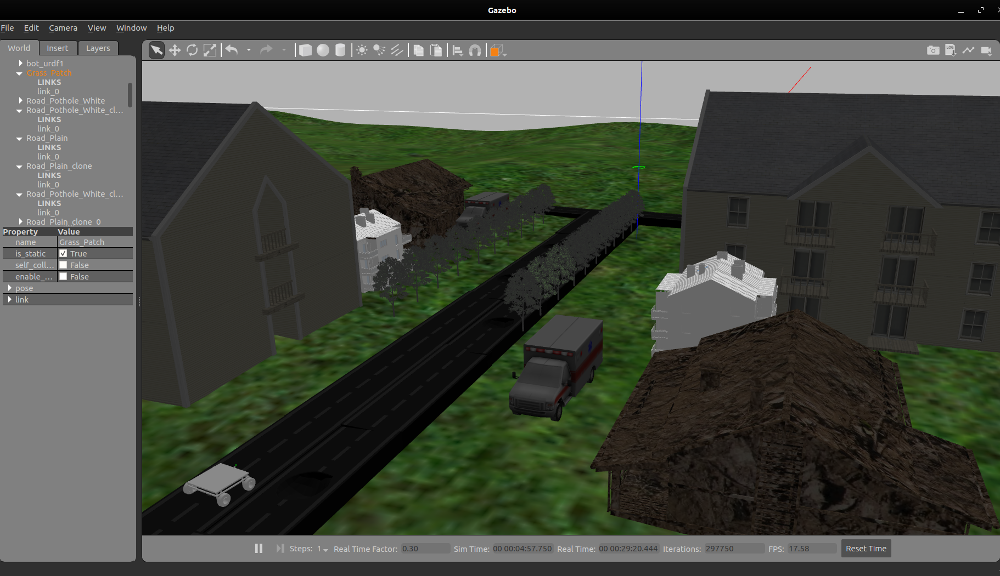 Gazebo
File Edit Camera View Window Help
World Insert Layers
LOG
bot_urdf1
Grass_Patch
LINKS
link_0
Road_Pothole_White
Road_Pothole_White_cl...
LINKS
link_0
Road_Plain
LINKS
link_0
Road_Plain_clone
LINKS
link_0
Road_Pothole_White_cl...
LINKS
link_0
Road_Plain_clone_0
Property Value
name Grass_Patch
is_static True
self_coll... False
enable_... False
pose
link
Steps: 1 Real Time Factor: 0.30 Sim Time: 00 00:04:57.750 Real Time: 00 00:29:20.444 Iterations: 297750 FPS: 17.58 Reset Time